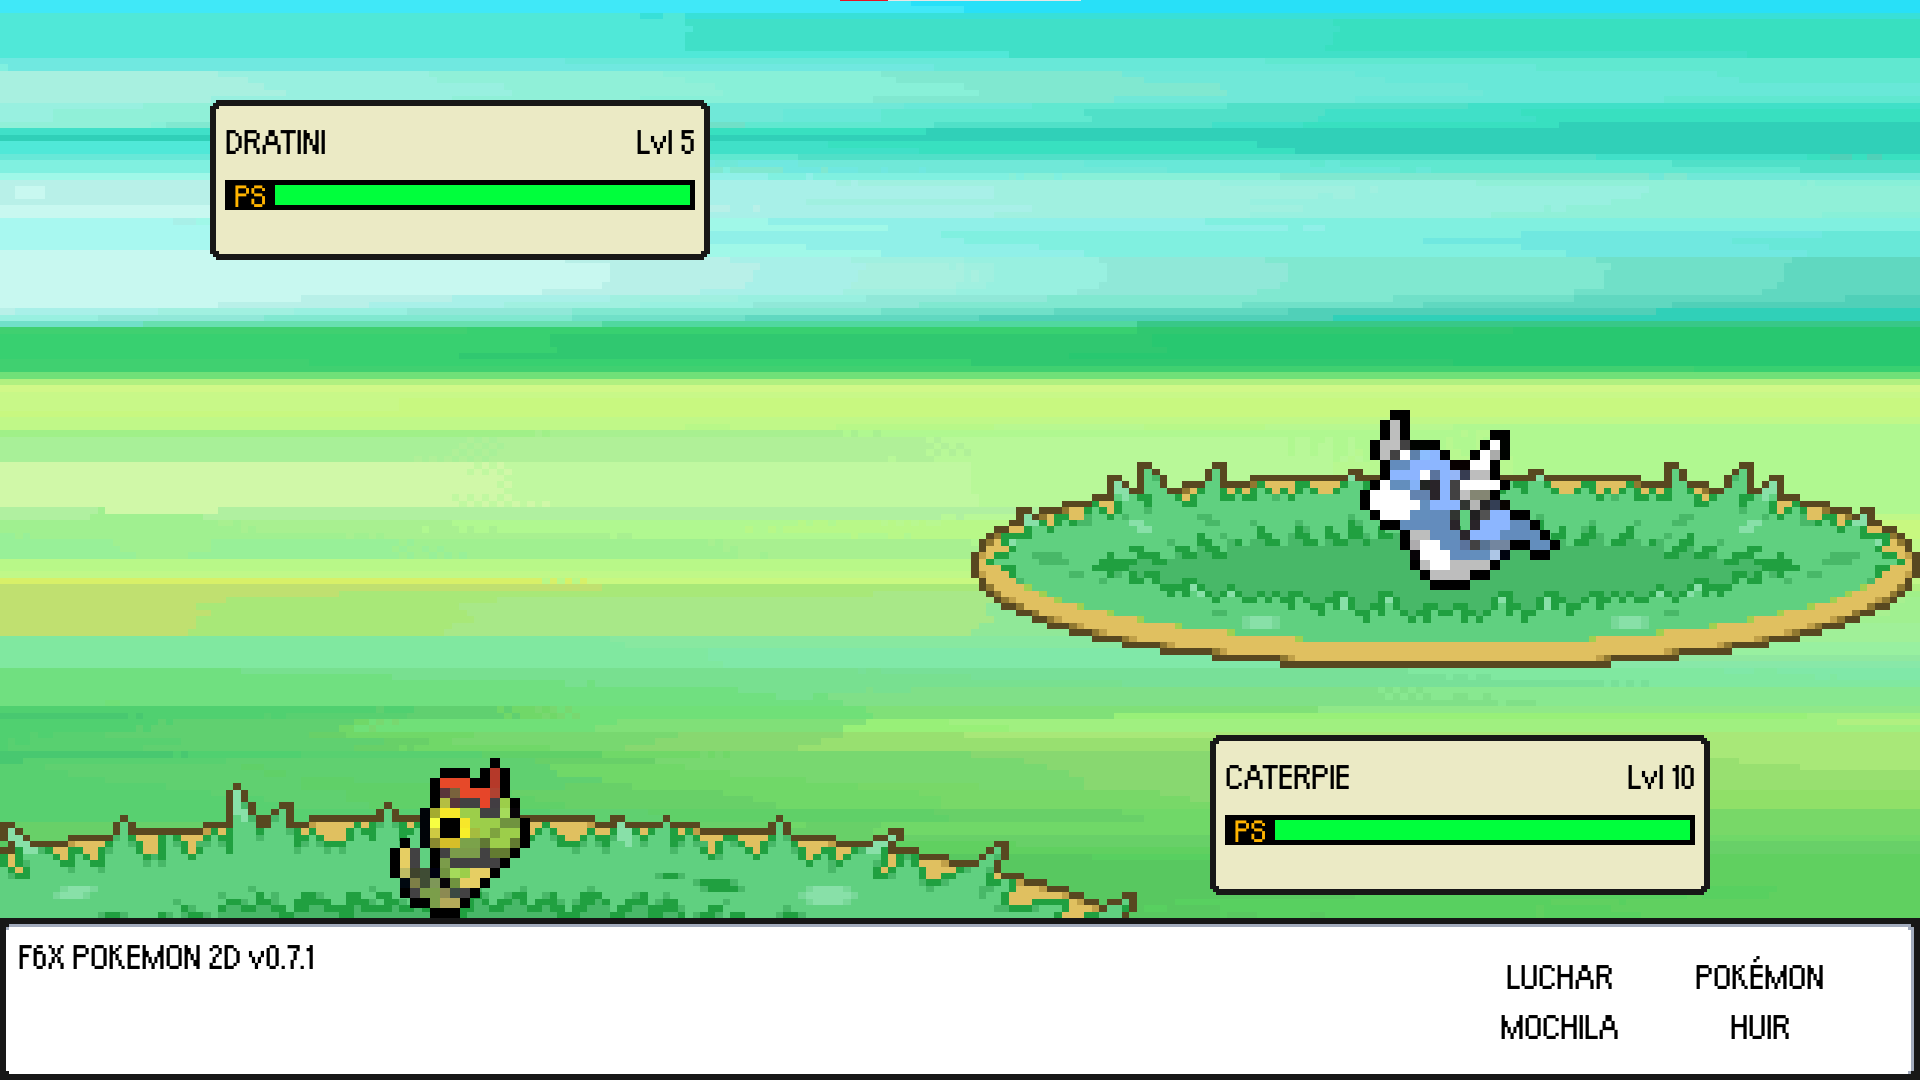 DRATINI Lvl 5
PS
CATERPIE Lvl 10
PS
F6X POKEMON 2D v0.7.1
LUCHAR POKÉMON
MOCHILA HUIR